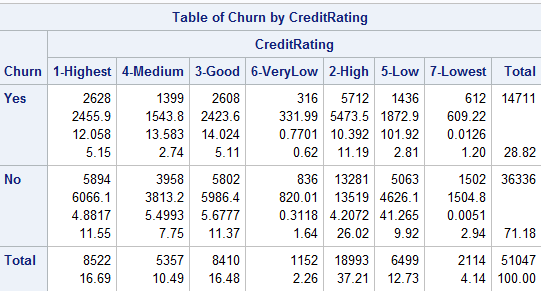 Table of Churn by CreditRating
CreditRating
Churn 1-Highest 4-Medium 3-Good 6-VeryLow 2-High 5-Low 7-Lowest Total
Yes 2628 1399 2608 316 5712 1436 612 14711
2455.9 1543.8 2423.6 331.99 5473.5 1872.9 609.22
12.058 13.583 14.024 0.7701 10.392 101.92 0.0126
5.15 2.74 5.11 0.62 11.19 2.81 1.20 28.82
No 5894 3958 5802 836 13281 5063 1502 36336
6066.1 3813.2 5986.4 820.01 13519 4626.1 1504.8
4.8817 5.4993 5.6777 0.3118 4.2072 41.265 0.0051
11.55 7.75 11.37 1.64 26.02 9.92 2.94 71.18
Total 8522 5357 8410 1152 18993 6499 2114 51047
16.69 10.49 16.48 2.26 37.21 12.73 4.14 100.00